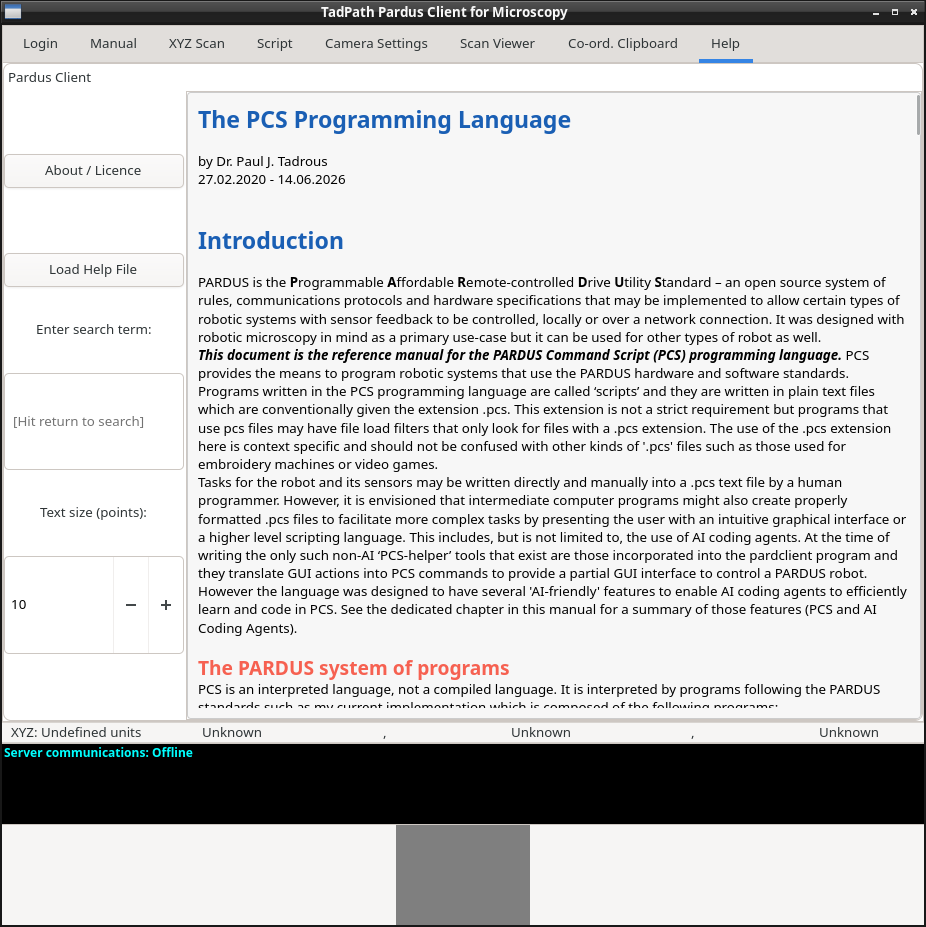 TadPath Pardus Client for Microscopy
Login Manual XYZ Scan Script Camera Settings Scan Viewer Co-ord. Clipboard Help
Pardus Client
About / Licence
Load Help File
Enter search term:
[Hit return to search]
Text size (points):
10
The PCS Programming Language
by Dr. Paul J. Tadrous
27.02.2020 - 14.06.2026
Introduction
PARDUS is the Programmable Affordable Remote-controlled Drive Utility Standard – an open source system of
rules, communications protocols and hardware specifications that may be implemented to allow certain types of
robotic systems with sensor feedback to be controlled, locally or over a network connection. It was designed with
robotic microscopy in mind as a primary use-case but it can be used for other types of robot as well.
This document is the reference manual for the PARDUS Command Script (PCS) programming language. PCS
provides the means to program robotic systems that use the PARDUS hardware and software standards.
Programs written in the PCS programming language are called ‘scripts’ and they are written in plain text files
which are conventionally given the extension .pcs. This extension is not a strict requirement but programs that
use pcs files may have file load filters that only look for files with a .pcs extension. The use of the .pcs extension
here is context specific and should not be confused with other kinds of '.pcs' files such as those used for
embroidery machines or video games.
Tasks for the robot and its sensors may be written directly and manually into a .pcs text file by a human
programmer. However, it is envisioned that intermediate computer programs might also create properly
formatted .pcs files to facilitate more complex tasks by presenting the user with an intuitive graphical interface or
a higher level scripting language. This includes, but is not limited to, the use of AI coding agents. At the time of
writing the only such non-AI ‘PCS-helper’ tools that exist are those incorporated into the pardclient program and
they translate GUI actions into PCS commands to provide a partial GUI interface to control a PARDUS robot.
However the language was designed to have several 'AI-friendly' features to enable AI coding agents to efficiently
learn and code in PCS. See the dedicated chapter in this manual for a summary of those features (PCS and AI
Coding Agents).
The PARDUS system of programs
PCS is an interpreted language, not a compiled language. It is interpreted by programs following the PARDUS
standards such as my current implementation which is composed of the following programs:
XYZ: Undefined units Unknown , Unknown , Unknown
Server communications: Offline